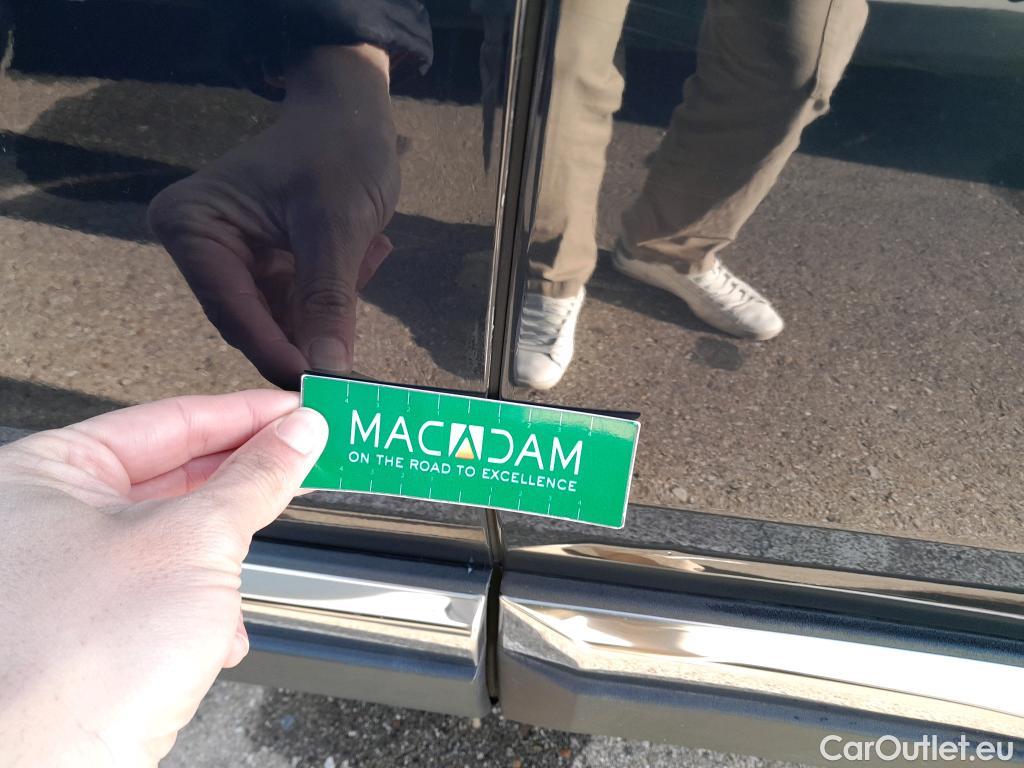 MACADAM
ON THE ROAD TO EXCELLENCE
CarOutlet.eu